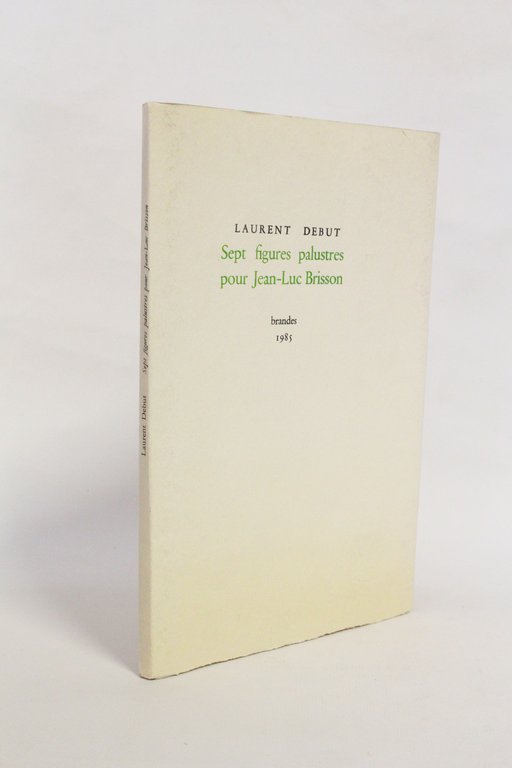 LAURENT DEBUT
Sept figures palustres
pour Jean-Luc Brisson
brandes
1985
Laurent Debut Sept figures palustres pour Jean-Luc Brisson